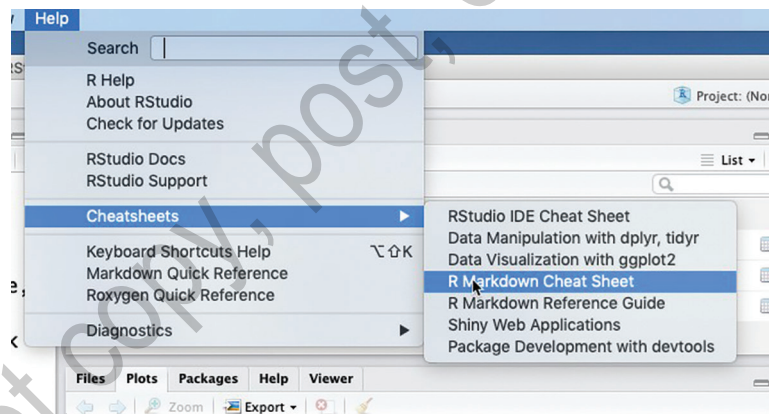 Help
Search
R Help
About RStudio
Check for Updates
RStudio Docs
RStudio Support
Cheatsheets
Keyboard Shortcuts Help ⌥⇧K
Markdown Quick Reference
Roxygen Quick Reference
Diagnostics
RStudio IDE Cheat Sheet
Data Manipulation with dplyr, tidyr
Data Visualization with ggplot2
R Markdown Cheat Sheet
R Markdown Reference Guide
Shiny Web Applications
Package Development with devtools
Project: (Nor
List
Files Plots Packages Help Viewer
Zoom Export
copy, post,